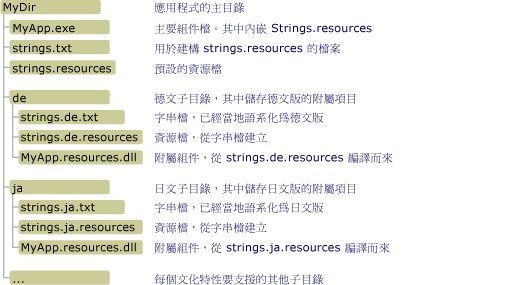 MyDir 應用程式的主目錄
MyApp.exe 主要組件檔。其中內嵌 Strings.resources
strings.txt 用於建構 strings.resources 的檔案
strings.resources 預設的資源檔
de 德文子目錄，其中儲存德文版的附屬項目
strings.de.txt 字串檔，已經當地語系化爲德文版
strings.de.resources 資源檔，從字串檔建立
MyApp.resources.dll 附屬組件，從 strings.de.resources 編譯而來
ja 日文子目錄，其中儲存日文版的附屬項目
strings.ja.txt 字串檔，已經當地語系化爲日文版
strings.ja.resources 資源檔，從字串檔建立
MyApp.resources.dll 附屬組件，從 strings.ja.resources 編譯而來
... 每個文化特性要支援的其他子目錄